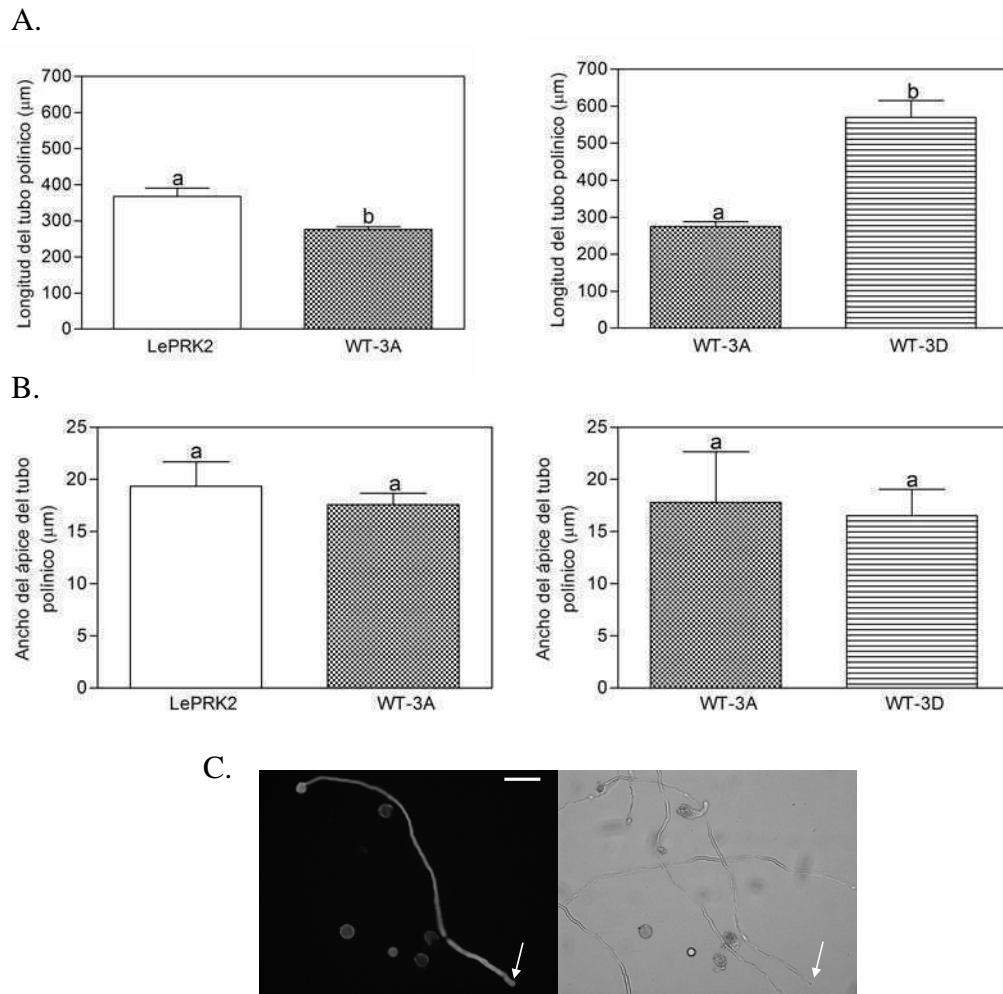 A.
Longitud del tubo polínico (μm)
700
600
500
400
300
200
100
0
a
b
LePRK2
WT-3A
Longitud del tubo polínico (μm)
700
600
500
400
300
200
100
0
a
b
WT-3A
WT-3D
B.
Ancho del ápice del tubo
polínico (μm)
25
20
15
10
5
0
a
a
LePRK2
WT-3A
Ancho del ápice del tubo
polínico (μm)
25
20
15
10
5
0
a
a
WT-3A
WT-3D
C.